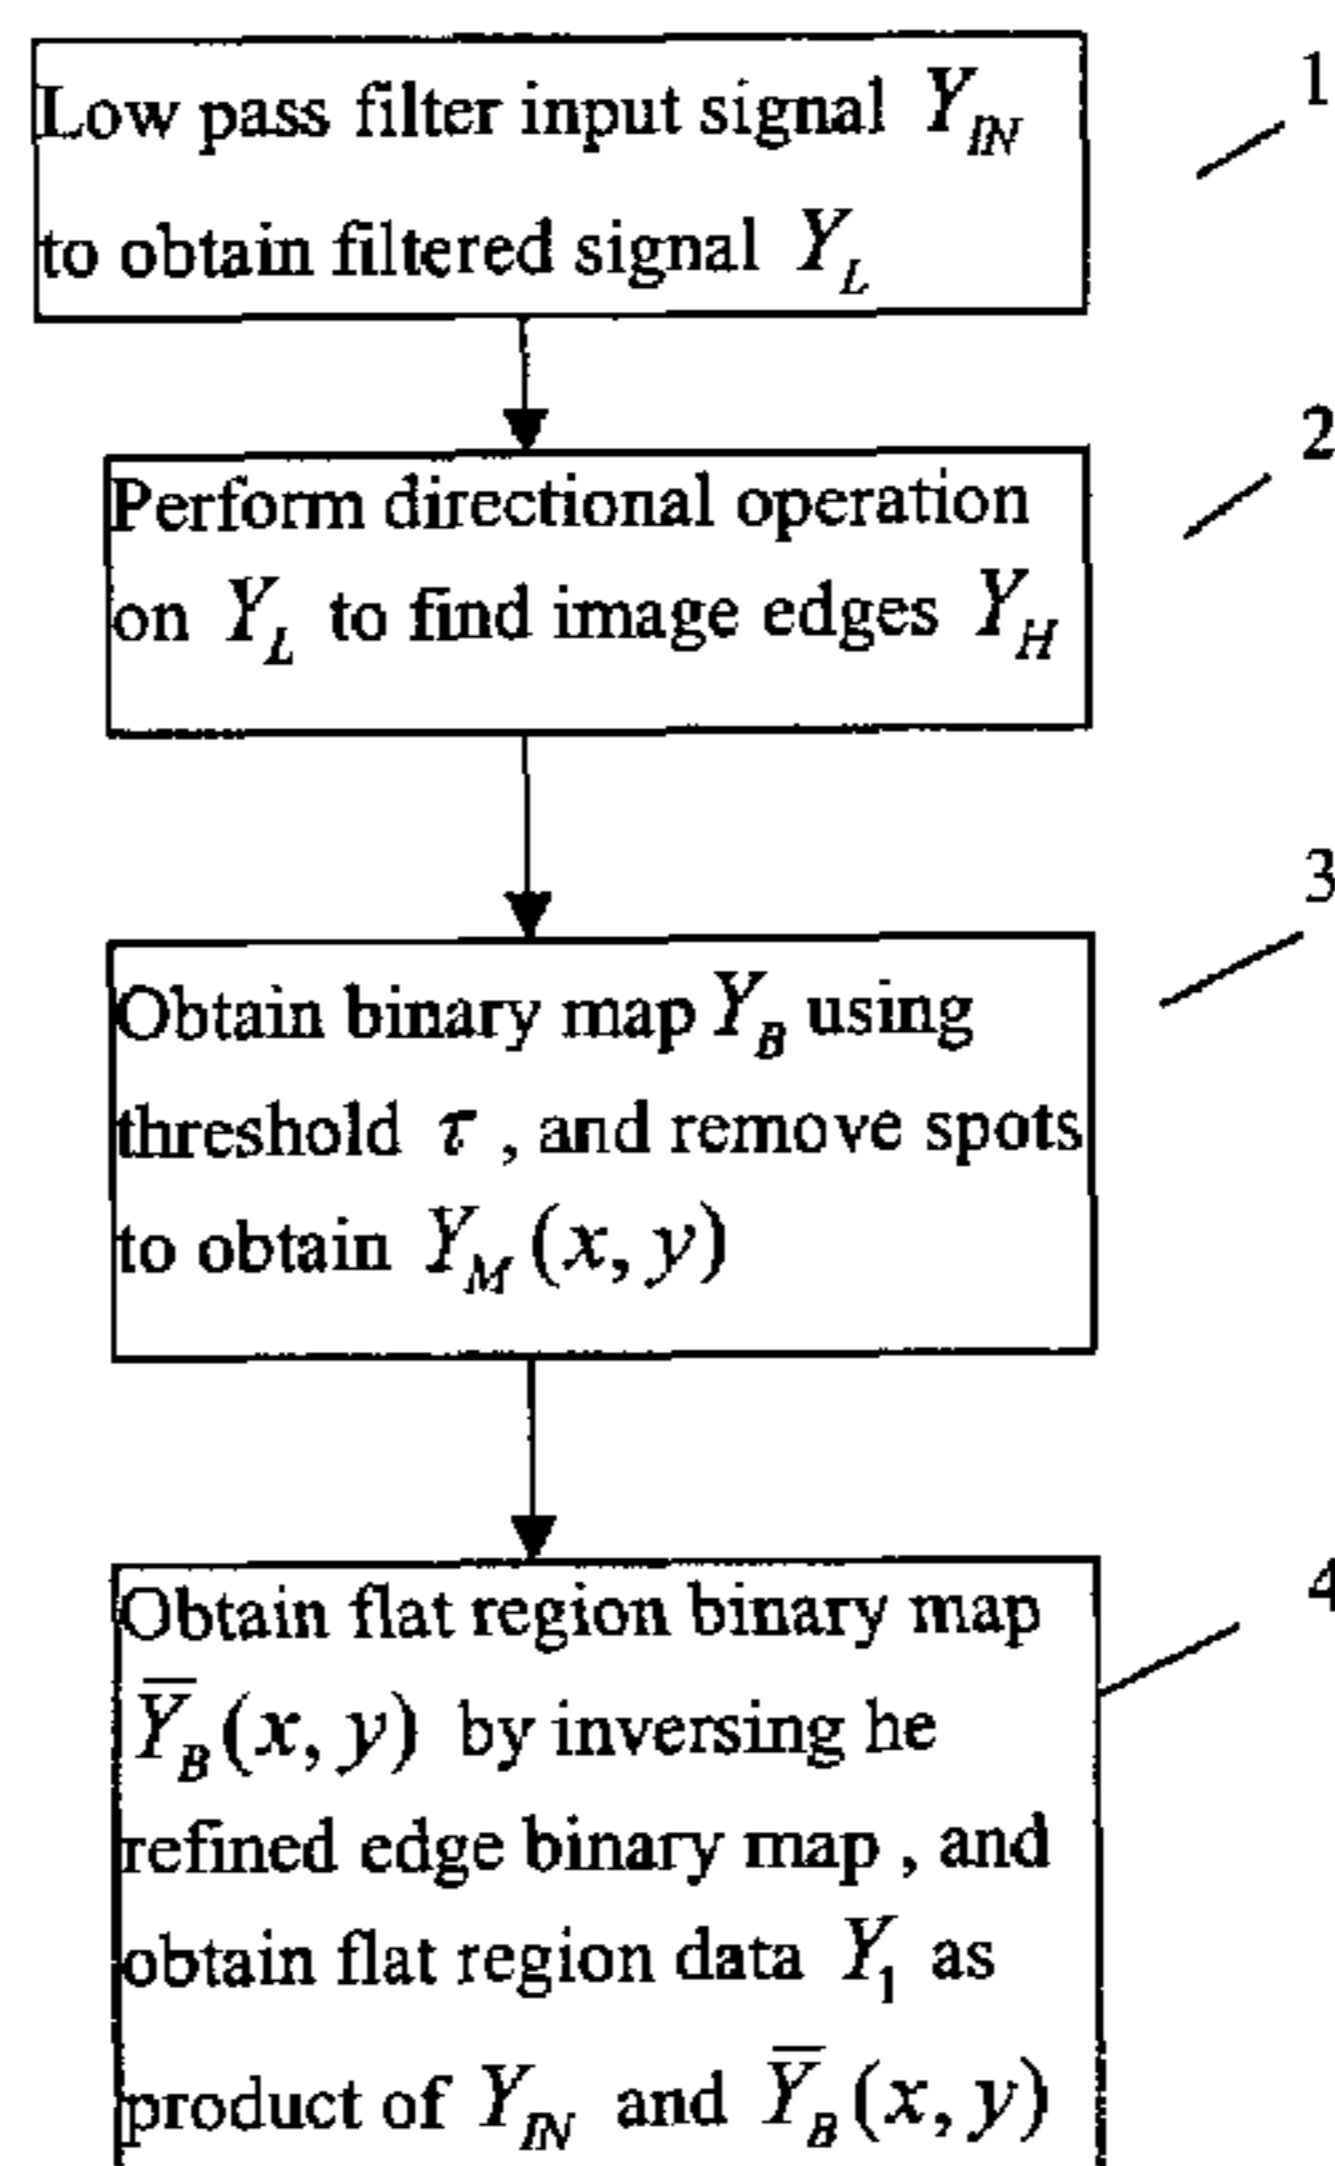 Low pass filter input signal Y_IN
1
to obtain filtered signal Y_L
Perform directional operation
2
on Y_L to find image edges Y_H
3
Obtain binary map Y_B using
threshold τ , and remove spots
to obtain Y_M (x, y)
Obtain flat region binary map
4
Y̅_B (x, y) by inversing he
refined edge binary map , and
obtain flat region data Y_1 as
product of Y_IN and Y̅_B (x, y)